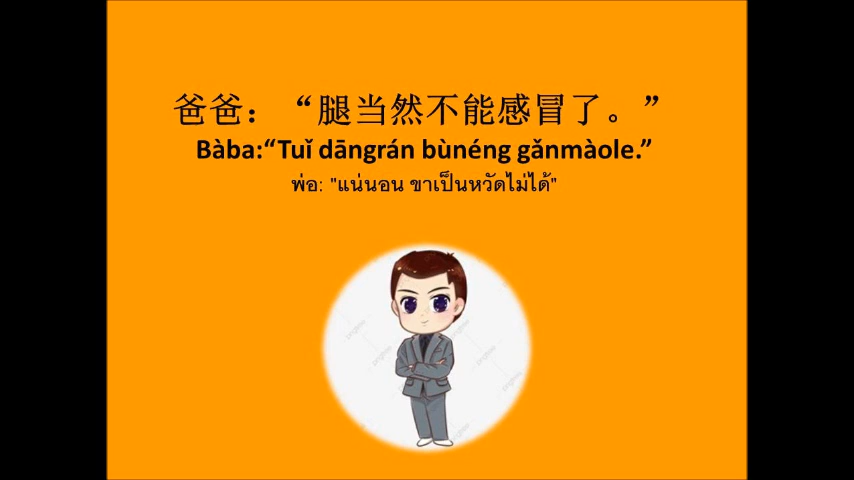 爸爸：“腿当然不能感冒了。”
Bàba:“Tuǐ dāngrán bùnéng gǎnmàole.”
พ่อ: "แน่นอน ขาเป็นหวัดไม่ได้"